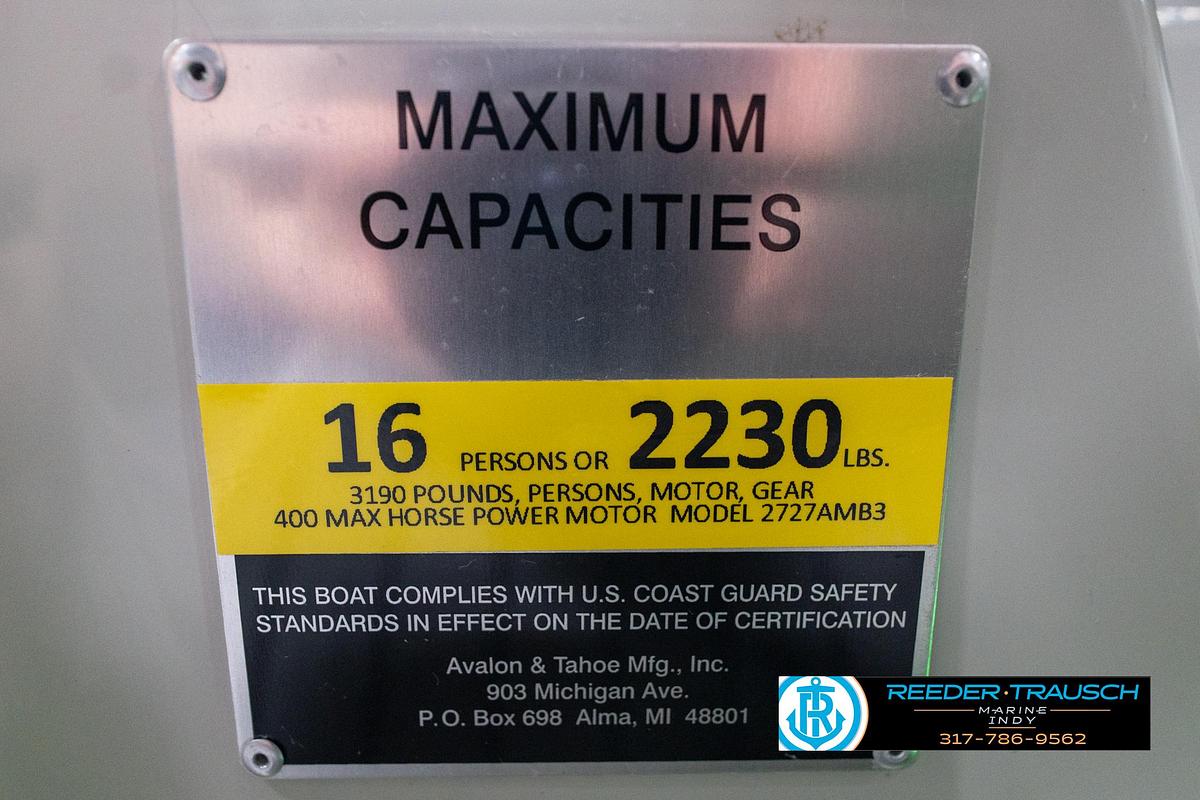 MAXIMUM
CAPACITIES
16 PERSONS OR 2230 LBS.
3190 POUNDS, PERSONS, MOTOR, GEAR
400 MAX HORSE POWER MOTOR MODEL 2727AMB3
THIS BOAT COMPLIES WITH U.S. COAST GUARD SAFETY
STANDARDS IN EFFECT ON THE DATE OF CERTIFICATION
Avalon & Tahoe Mfg., Inc.
903 Michigan Ave.
P.O. Box 698 Alma, MI 48801
REEDER·TRAUSCH
MARINE
INDY
317-786-9562